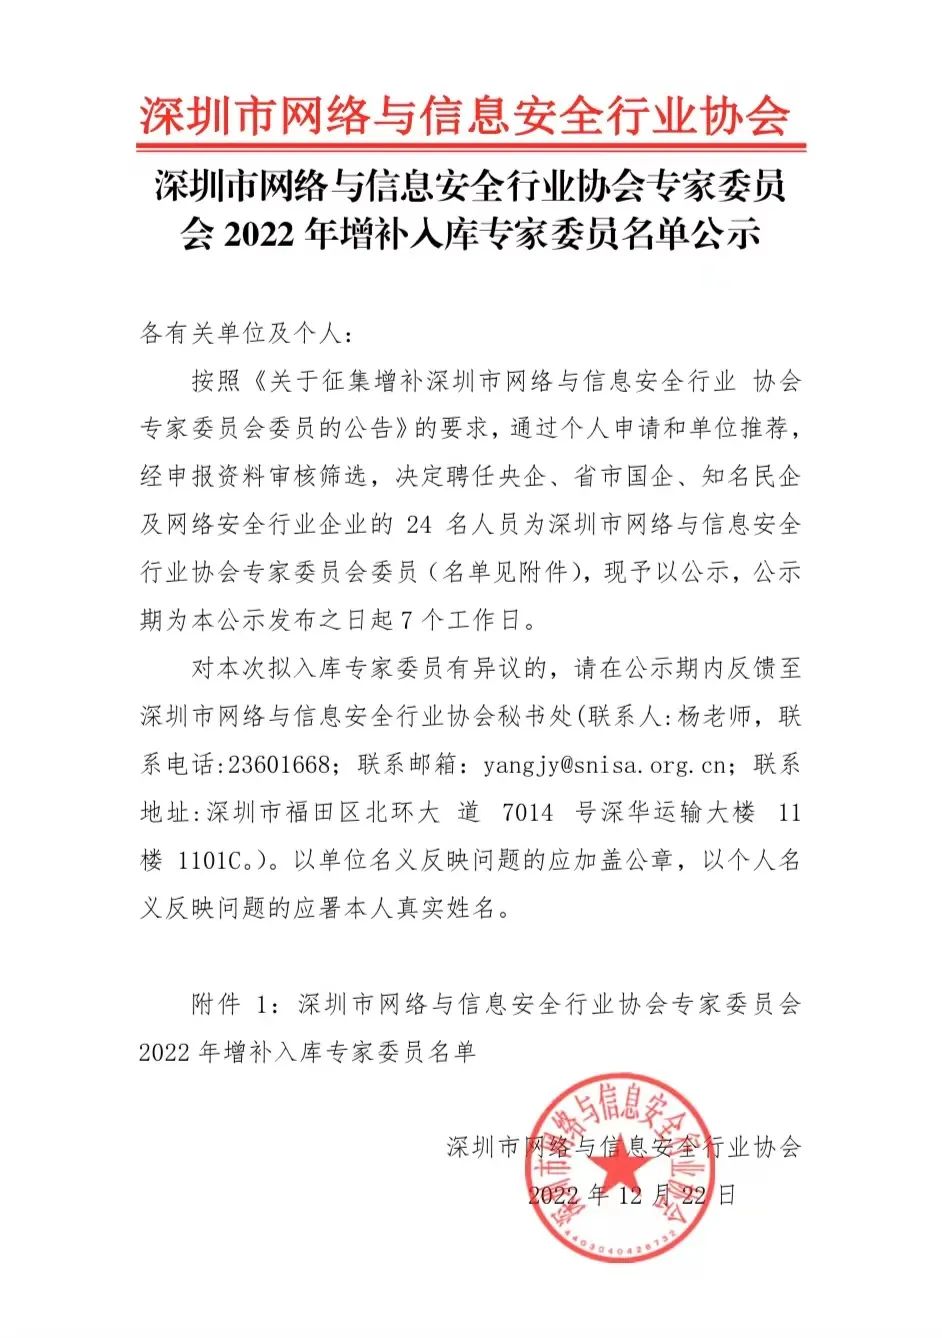 深圳市网络与信息安全行业协会
深圳市网络与信息安全行业协会专家委员
会 2022 年增补入库专家委员名单公示
各有关单位及个人：
按照《关于征集增补深圳市网络与信息安全行业 协会
专家委员会委员的公告》的要求，通过个人申请和单位推荐，
经申报资料审核筛选，决定聘任央企、省市国企、知名民企
及网络安全行业企业的 24 名人员为深圳市网络与信息安全
行业协会专家委员会委员（名单见附件），现予以公示，公示
期为本公示发布之日起 7 个工作日。
对本次拟入库专家委员有异议的，请在公示期内反馈至
深圳市网络与信息安全行业协会秘书处(联系人:杨老师，联
系电话:23601668；联系邮箱：yangjy@snisa.org.cn；联系
地址:深圳市福田区北环大 道 7014 号深华运输大楼 11
楼 1101C。)。以单位名义反映问题的应加盖公章，以个人名
义反映问题的应署本人真实姓名。
附件 1：深圳市网络与信息安全行业协会专家委员会
2022 年增补入库专家委员名单
深圳市网络与信息安全行业协会
2022 年 12 月 22 日
深圳市网络与信息安全行业协会
4403040426732